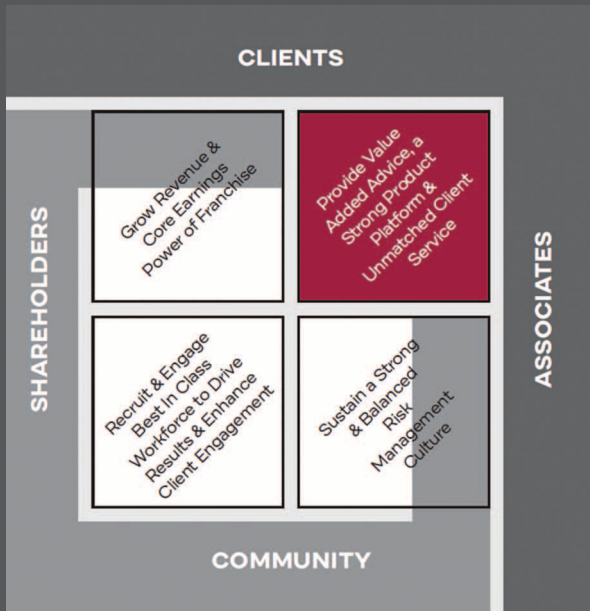 CLIENTS
Grow Revenue &
Core Earnings
Power of Franchise
Provide Value
Added Advice, a
Strong Product
Platform &
Unmatched Client
Service
SHAREHOLDERS
ASSOCIATES
Recruit & Engage
Best In Class
Workforce to Drive
Results & Enhance
Client Engagement
Sustain a Strong
& Balanced
Risk
Management
Culture
COMMUNITY